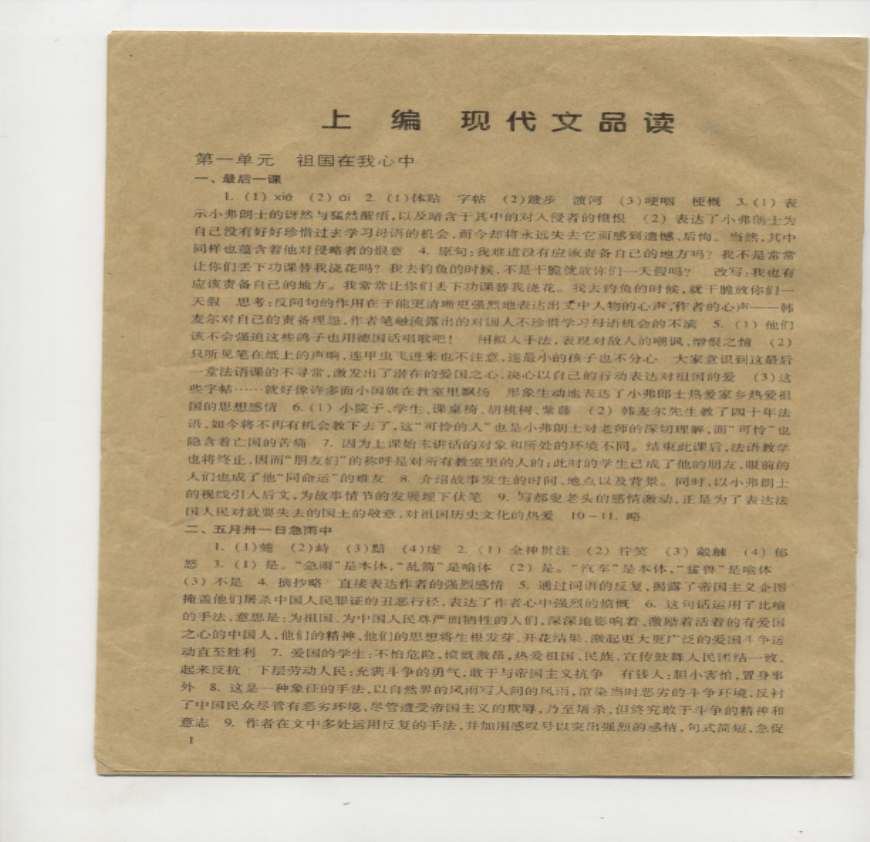 上 编 现代文品读
第一单元 祖国在我心中
一、最后一课
1. (1) xiè (2) ài 2. (1)体贴 字帖 (2)踱步 渡河 (3)哽咽 梗概 3. (1) 表
示小弗朗士的讶然与猛然醒悟,以及暗含于其中的对入侵者的憎恨 (2) 表达了小弗朗士为
自己没有好好珍惜过去学习母语的机会,而今却将永远失去它而感到遗憾、后悔。当然,其中
同样也蕴含着他对侵略者的恨意 4. 原句:我难道没有应该责备自己的地方吗?我不是常常
让你们丢下功课替我浇花吗?我去钓鱼的时候,不是干脆就放你们一天假吗? 改写:我也有
应该责备自己的地方。我常常让你们丢下功课替我浇花。我去钓鱼的时候,就干脆放你们一
天假 思考:反问句的作用在于能更清晰更强烈地表达出文中人物的心声,作者的心声——韩
麦尔对自己的责备埋怨,作者笔触流露出的对国人不珍惜学习母语机会的不满 5. (1) 他们
该不会强迫这些鸽子也用德国话唱歌吧! 用拟人手法,表现对敌人的嘲讽、憎恨之情 (2)
只听见笔在纸上的声响,连甲虫飞进来也不注意,连最小的孩子也不分心 大家意识到这最后
一堂法语课的不寻常,激发出了潜在的爱国之心,决心以自己的行动表达对祖国的爱 (3)这
些字帖……就好像许多面小国旗在教室里飘扬 形象生动地表达了小弗郎士热爱家乡热爱祖
国的思想感情 6. (1) 小院子、学生、课桌椅、胡桃树、紫藤 (2) 韩麦尔先生教了四十年法
语,如今将不再有机会教下去了,这“可怜的人”也是小弗朗士对老师的深切理解,而“可怜”也
隐含着亡国的苦痛 7. 因为上课始末讲话的对象和所处的环境不同。结束此课后,法语教学
也将终止,因而“朋友们”的称呼是对所有教室里的人的;此时的学生已成了他的朋友,眼前的
人们也成了他“同命运”的难友 8. 介绍故事发生的时间、地点以及背景。同时,以小弗朗士
的视线引入后文,为故事情节的发展埋下伏笔 9. 写郝叟老头的感情激动,正是为了表达法
国人民对就要失去的国土的敬意,对祖国历史文化的热爱 10—11. 略
二、五月卅一日急雨中
1. (1)蜷 (2)峙 (3)黯 (4)虔 2. (1) 全神贯注 (2) 狞笑 (3) 敲触 (4) 郁
怒 3. (1) 是。“急雨”是本体,“乱箭”是喻体 (2) 是。“汽车”是本体,“猛兽”是喻体
(3) 不是 4. 摘抄略 直接表达作者的强烈感情 5. 通过词语的反复,揭露了帝国主义企图
掩盖他们屠杀中国人民罪证的丑恶行径,表达了作者心中强烈的愤慨 6. 这句话运用了比喻
的手法,意思是:为祖国、为中国人民尊严而牺牲的人们,深深地影响着、激励着活着的有爱国
之心的中国人,他们的精神、他们的思想将生根发芽、开花结果,激起更大更广泛的爱国斗争运
动直至胜利 7. 爱国的学生:不怕危险,愤慨激昂,热爱祖国、民族,宣传鼓舞人民团结一致、
起来反抗 下层劳动人民:充满斗争的勇气,敢于与帝国主义抗争 有钱人:胆小害怕,置身事
外 8. 这是一种象征的手法,以自然界的风雨写人间的风雨,渲染当时恶劣的斗争环境,反衬
了中国民众尽管有恶劣环境,尽管遭受帝国主义的欺辱,乃至屠杀,但终究敢于斗争的精神和
意志 9. 作者在文中多处运用反复的手法,并加用感叹号以突出强烈的感情,句式简短、急促
1